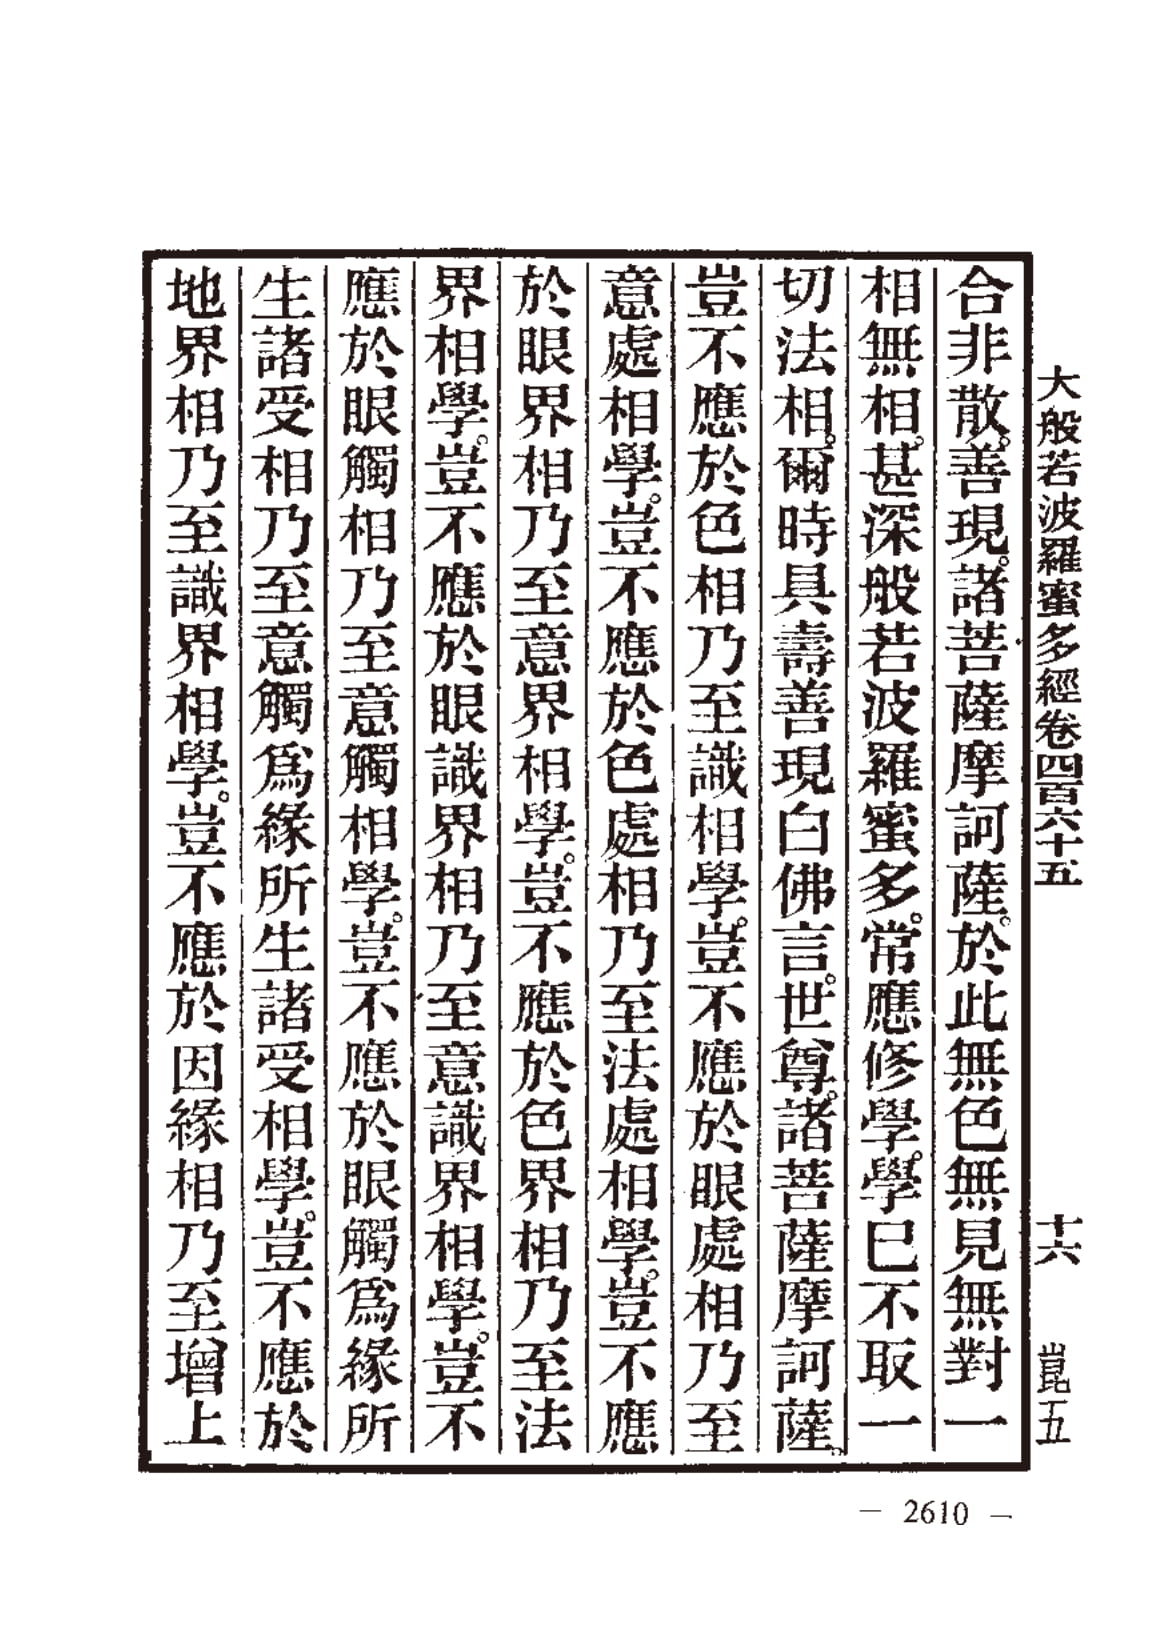 大般若波羅蜜多經卷四百六十五　十六　崑五
合非散。善現。諸菩薩摩訶薩。於此無色無見無對一
相無相。甚深般若波羅蜜多。常應修學。學已不取一
切法相。爾時具壽善現白佛言。世尊。諸菩薩摩訶薩。
豈不應於色相乃至識相學。豈不應於眼處相乃至
意處相學。豈不應於色處相乃至法處相學。豈不應
於眼界相乃至意界相學。豈不應於色界相乃至法
界相學。豈不應於眼識界相乃至意識界相學。豈不
應於眼觸相乃至意觸相學。豈不應於眼觸爲緣所
生諸受相乃至意觸爲緣所生諸受相學。豈不應於
地界相乃至識界相學。豈不應於因緣相乃至增上
— 2610 —